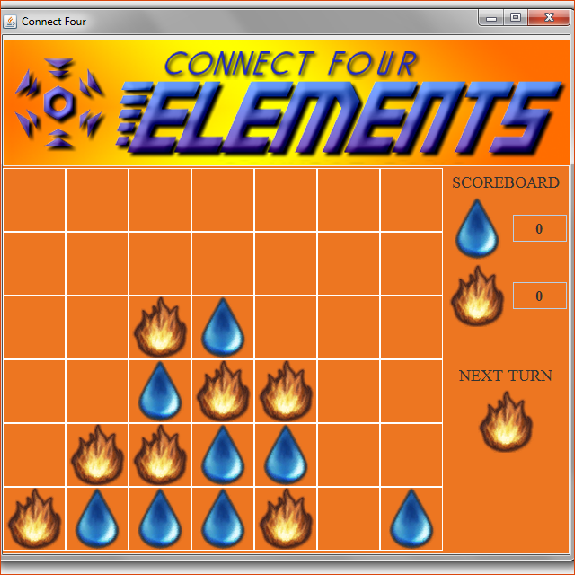 Connect Four
CONNECT FOUR
ELEMENTS
SCOREBOARD
0
0
NEXT TURN